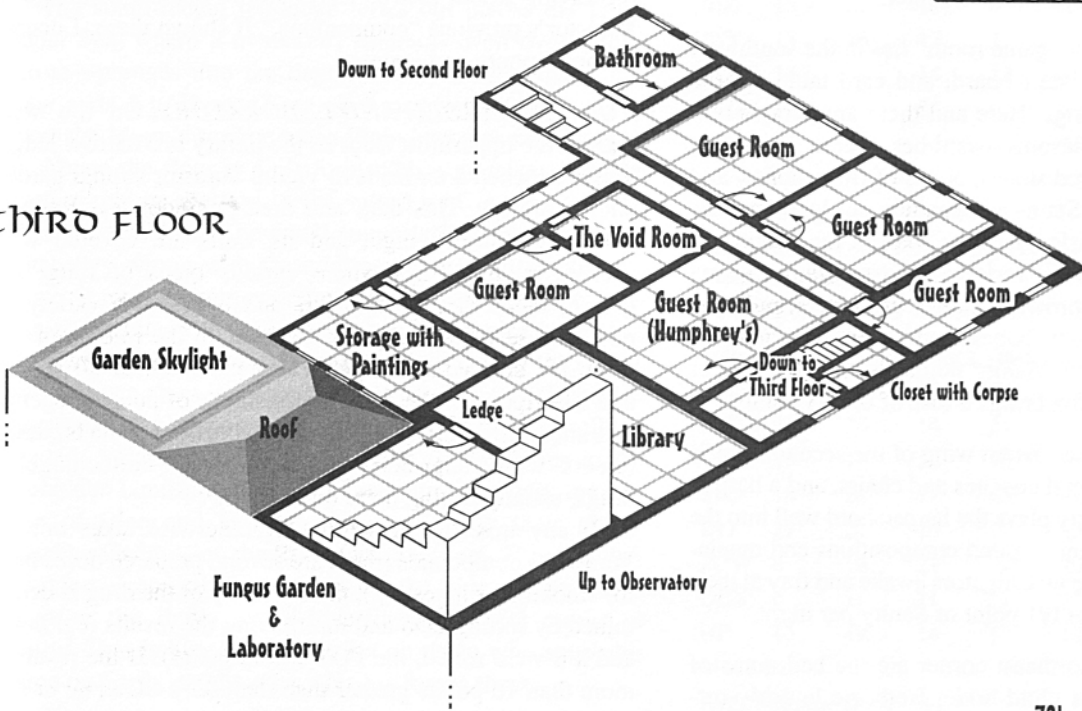 Bathroom
Down to Second Floor
Guest Room
THIRD FLOOR
The Void Room
Guest Room
Guest Room
Guest Room
Guest Room
(Humphrey's)
Storage with
Paintings
Garden Skylight
Down to
Third Floor
Closet with Corpse
Ledge
Roof
Library
Up to Observatory
Fungus Garden
&
Laboratory